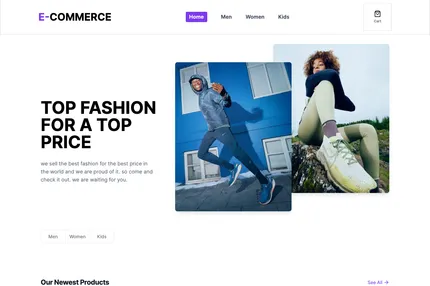 E-COMMERCE
Home Men Women Kids
Cart
TOP FASHION
FOR A TOP
PRICE
we sell the best fashion for the best price in
the world and we are proud of it. so come and
check it out. we are waiting for you.
Men Women Kids
Our Newest Products
See All →